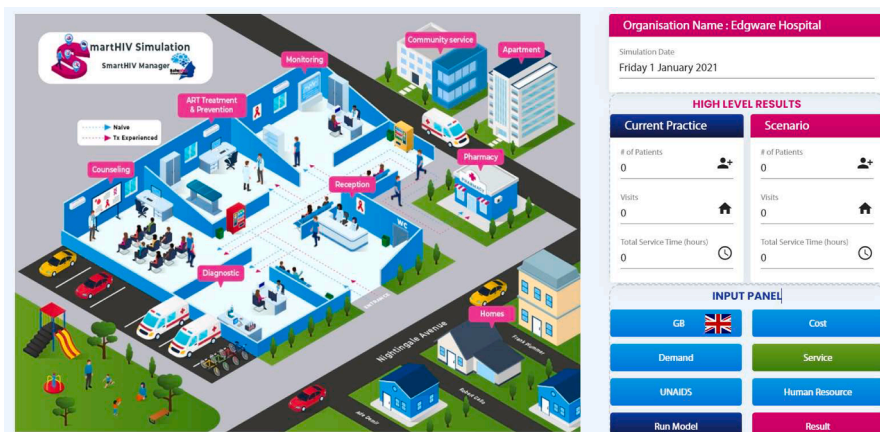 SmartHIV Simulation
SmartHIV Manager
Naïve
Tx Experienced
Community service
Apartment
Monitoring
ART Treatment
& Prevention
Counseling
Pharmacy
Reception
WC
Diagnostic
ENTRANCE
Homes
Nightingale Avenue
Organisation Name : Edgware Hospital
Simulation Date
Friday 1 January 2021
HIGH LEVEL RESULTS
Current Practice
Scenario
# of Patients
0
# of Patients
0
Visits
0
Visits
0
Total Service Time (hours)
0
Total Service Time (hours)
0
INPUT PANEL
GB
Cost
Demand
Service
UNAIDS
Human Resource
Run Model
Result